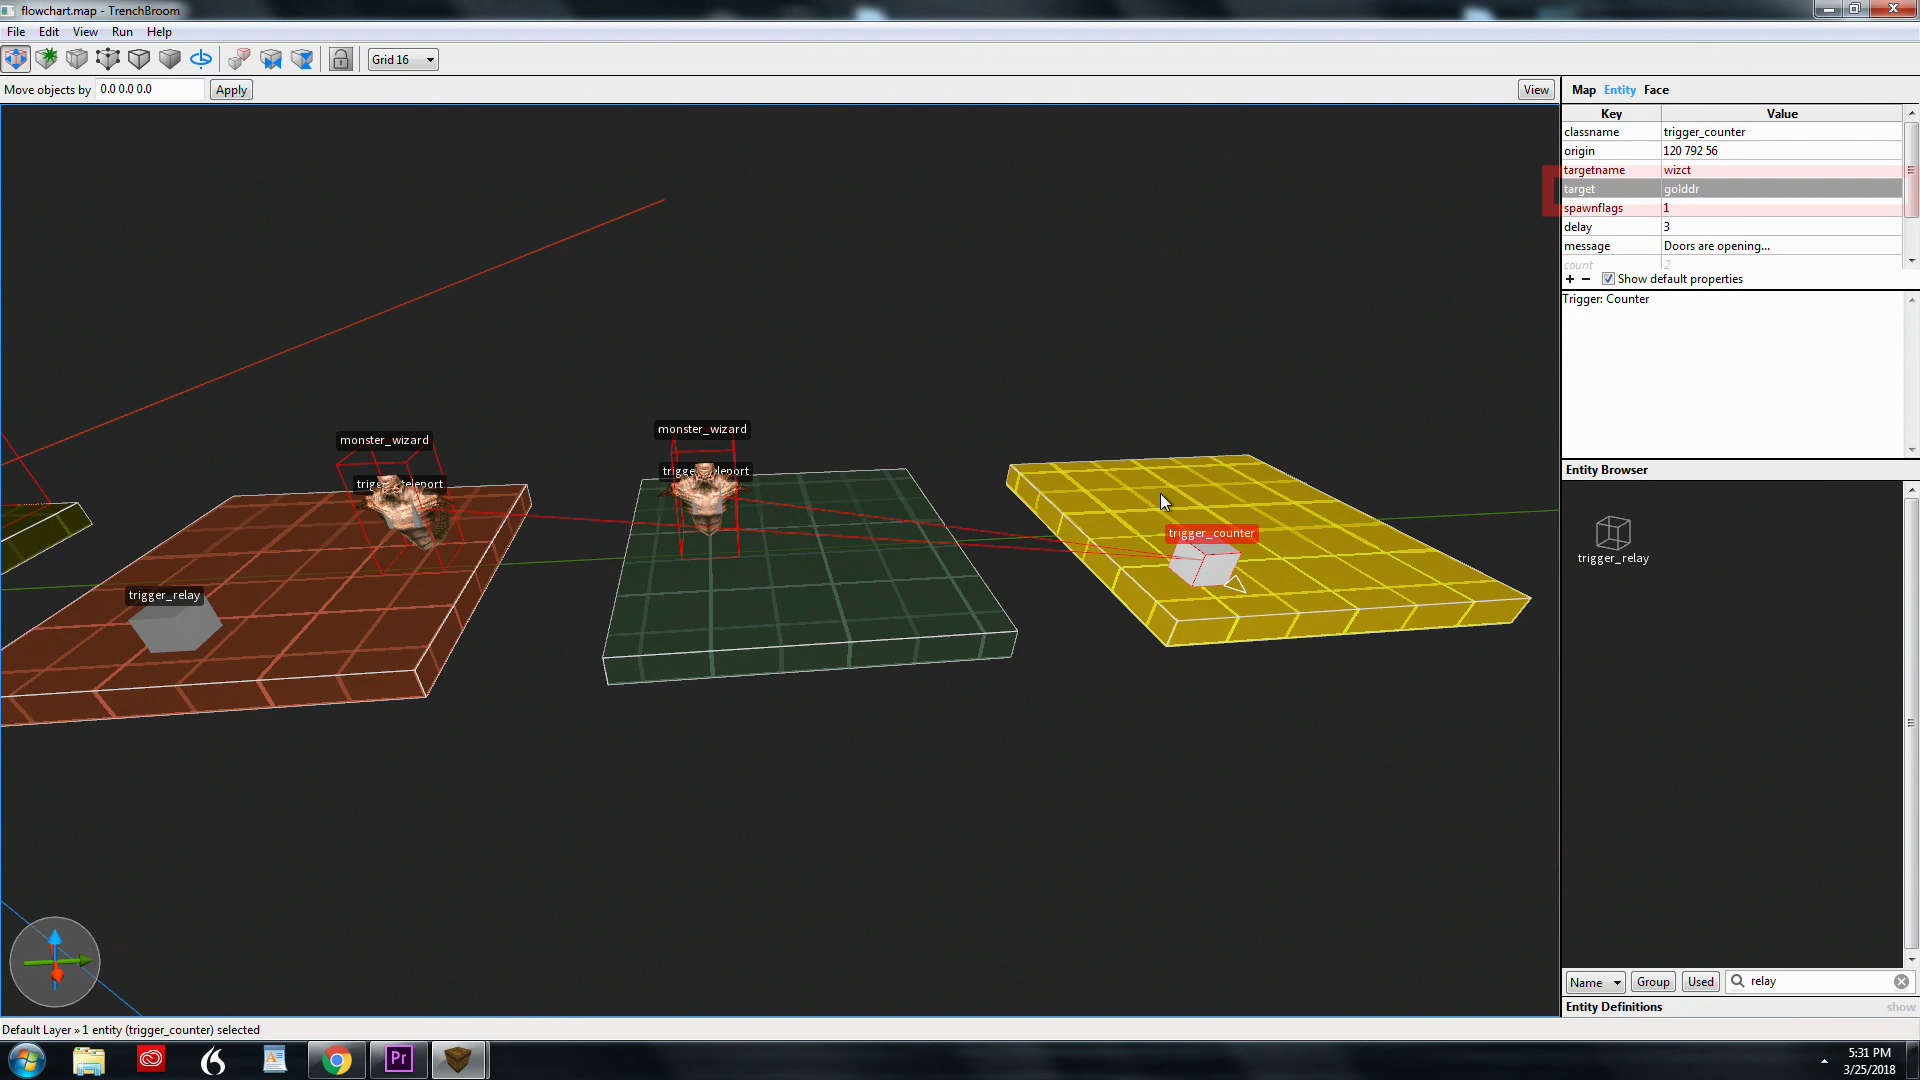 flowchart.map - TrenchBroom
File Edit View Run Help
Grid 16
Move objects by 0.0 0.0 0.0 Apply View
Map Entity Face
Key Value
classname trigger_counter
origin 120 792 56
targetname wizct
target golddr
spawnflags 1
delay 3
message Doors are opening...
count 2
+ - Show default properties
Trigger: Counter
monster_wizard
monster_wizard
trigger_teleport
trigger_teleport
trigger_counter
trigger_relay
Entity Browser
trigger_relay
Name Group Used relay
Entity Definitions show
Default Layer » 1 entity (trigger_counter) selected
Pr
5:31 PM
3/25/2018